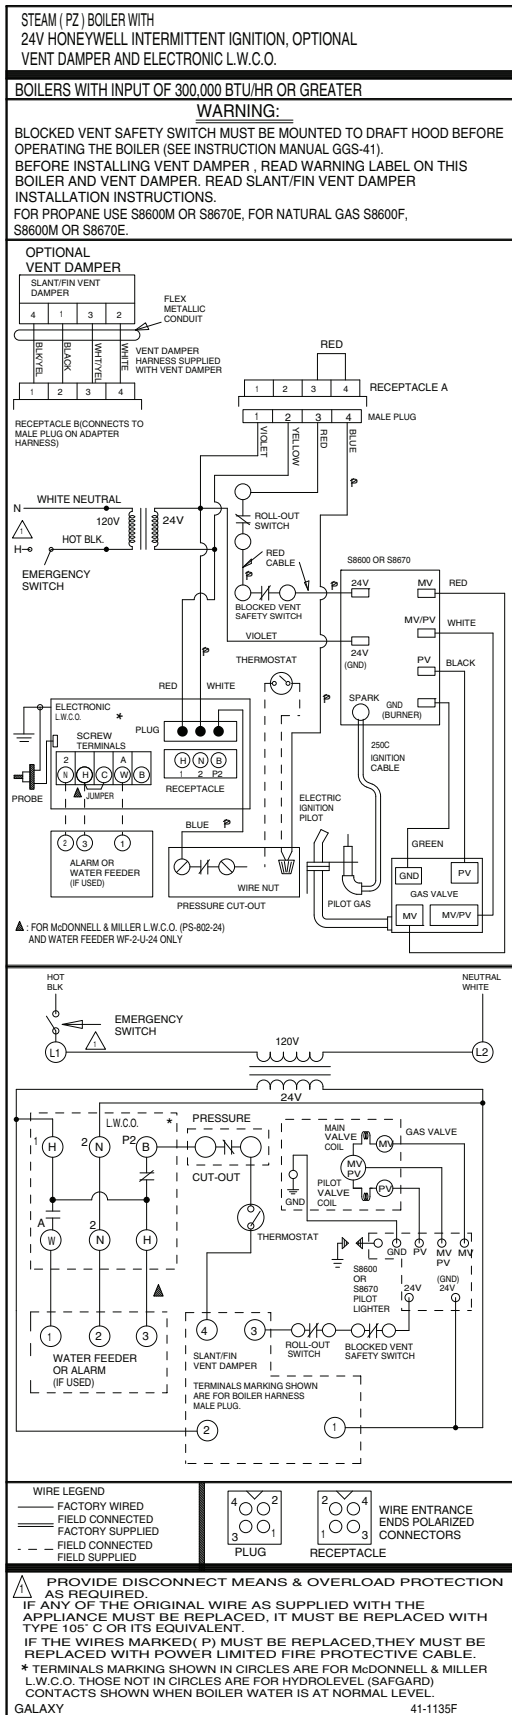 STEAM ( PZ ) BOILER WITH
24V HONEYWELL INTERMITTENT IGNITION, OPTIONAL
VENT DAMPER AND ELECTRONIC L.W.C.O.
BOILERS WITH INPUT OF 300,000 BTU/HR OR GREATER
WARNING:
BLOCKED VENT SAFETY SWITCH MUST BE MOUNTED TO DRAFT HOOD BEFORE
OPERATING THE BOILER (SEE INSTRUCTION MANUAL GGS-41).
BEFORE INSTALLING VENT DAMPER , READ WARNING LABEL ON THIS
BOILER AND VENT DAMPER. READ SLANT/FIN VENT DAMPER
INSTALLATION INSTRUCTIONS.
FOR PROPANE USE S8600M OR S8670E, FOR NATURAL GAS S8600F,
S8600M OR S8670E.
OPTIONAL
VENT DAMPER
SLANT/FIN VENT
DAMPER
4 1 3 2
FLEX
METALLIC
CONDUIT
BLK/YEL
BLACK
WHT/YEL
WHITE
VENT DAMPER
HARNESS SUPPLIED
WITH VENT DAMPER
1 2 3 4
RECEPTACLE B(CONNECTS TO
MALE PLUG ON ADAPTER
HARNESS)
RED
1 2 3 4
RECEPTACLE A
1 2 3 4
MALE PLUG
VIOLET
YELLOW
RED
BLUE
P
N
WHITE NEUTRAL
120V
24V
1
H
HOT BLK.
EMERGENCY
SWITCH
ROLL-OUT
SWITCH
RED
CABLE
P
BLOCKED VENT
SAFETY SWITCH
P
S8600 OR S8670
24V
MV
RED
MV/PV
WHITE
VIOLET
24V
(GND)
PV
BLACK
THERMOSTAT
P
RED
WHITE
P
SPARK
GND
(BURNER)
ELECTRONIC
L.W.C.O.
*
PLUG
SCREW
TERMINALS
2 A
N H C W B
JUMPER
H N B
1 2 P2
RECEPTACLE
PROBE
250C
IGNITION
CABLE
BLUE
P
ELECTRIC
IGNITION
PILOT
GREEN
2 3 1
ALARM OR
WATER FEEDER
(IF USED)
WIRE NUT
PRESSURE CUT-OUT
PILOT GAS
GND
PV
GAS VALVE
MV
MV/PV
: FOR McDONNELL & MILLER L.W.C.O. (PS-802-24)
AND WATER FEEDER WF-2-U-24 ONLY
HOT
BLK
NEUTRAL
WHITE
EMERGENCY
SWITCH
1
L1
120V
L2
24V
L.W.C.O.
*
PRESSURE
1 H
2 N
P2 B
CUT-OUT
MAIN
VALVE
COIL
MV
GAS VALVE
MV
PV
PILOT
VALVE
COIL
PV
GND
THERMOSTAT
A
W
2
N
H
GND PV MV
PV
MV
S8600
OR
S8670
PILOT
LIGHTER
24V
(GND)
24V
1 2 3
WATER FEEDER
OR ALARM
(IF USED)
4 3
SLANT/FIN
VENT DAMPER
ROLL-OUT
SWITCH
BLOCKED VENT
SAFETY SWITCH
TERMINALS MARKING SHOWN
ARE FOR BOILER HARNESS
MALE PLUG.
2 1
WIRE LEGEND
FACTORY WIRED
FIELD CONNECTED
FACTORY SUPPLIED
FIELD CONNECTED
FIELD SUPPLIED
4 2
3 1
PLUG
2 4
1 3
RECEPTACLE
WIRE ENTRANCE
ENDS POLARIZED
CONNECTORS
1 PROVIDE DISCONNECT MEANS & OVERLOAD PROTECTION
AS REQUIRED.
IF ANY OF THE ORIGINAL WIRE AS SUPPLIED WITH THE
APPLIANCE MUST BE REPLACED, IT MUST BE REPLACED WITH
TYPE 105° C OR ITS EQUIVALENT.
IF THE WIRES MARKED( P) MUST BE REPLACED,THEY MUST BE
REPLACED WITH POWER LIMITED FIRE PROTECTIVE CABLE.
* TERMINALS MARKING SHOWN IN CIRCLES ARE FOR McDONNELL & MILLER
L.W.C.O. THOSE NOT IN CIRCLES ARE FOR HYDROLEVEL (SAFGARD)
CONTACTS SHOWN WHEN BOILER WATER IS AT NORMAL LEVEL.
GALAXY 41-1135F